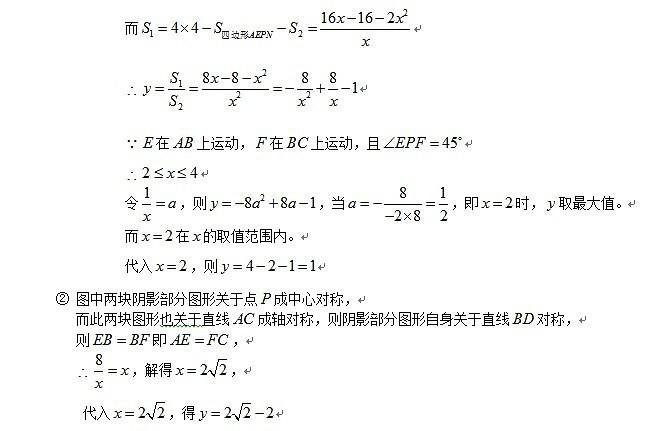 而 S₁ = 4×4 − S四边形AEPN − S₂ = (16x−16−2x²)/x
∴ y = S₁/S₂ = (8x−8−x²)/x² = −8/x² + 8/x − 1
∵ E 在 AB 上运动，F 在 BC 上运动，且 ∠EPF = 45°
∴ 2 ≤ x ≤ 4
令 1/x = a，则 y = −8a² + 8a − 1，当 a = −8/(−2×8) = 1/2，即 x = 2 时，y 取最大值。
而 x = 2 在 x 的取值范围内。
代入 x = 2，则 y = 4 − 2 − 1 = 1
② 图中两块阴影部分图形关于点 P 成中心对称，
而此两块图形也关于直线 AC 成轴对称，则阴影部分图形自身关于直线 BD 对称，
则 EB = BF 即 AE = FC，
∴ 8/x = x，解得 x = 2√2，
代入 x = 2√2，得 y = 2√2 − 2